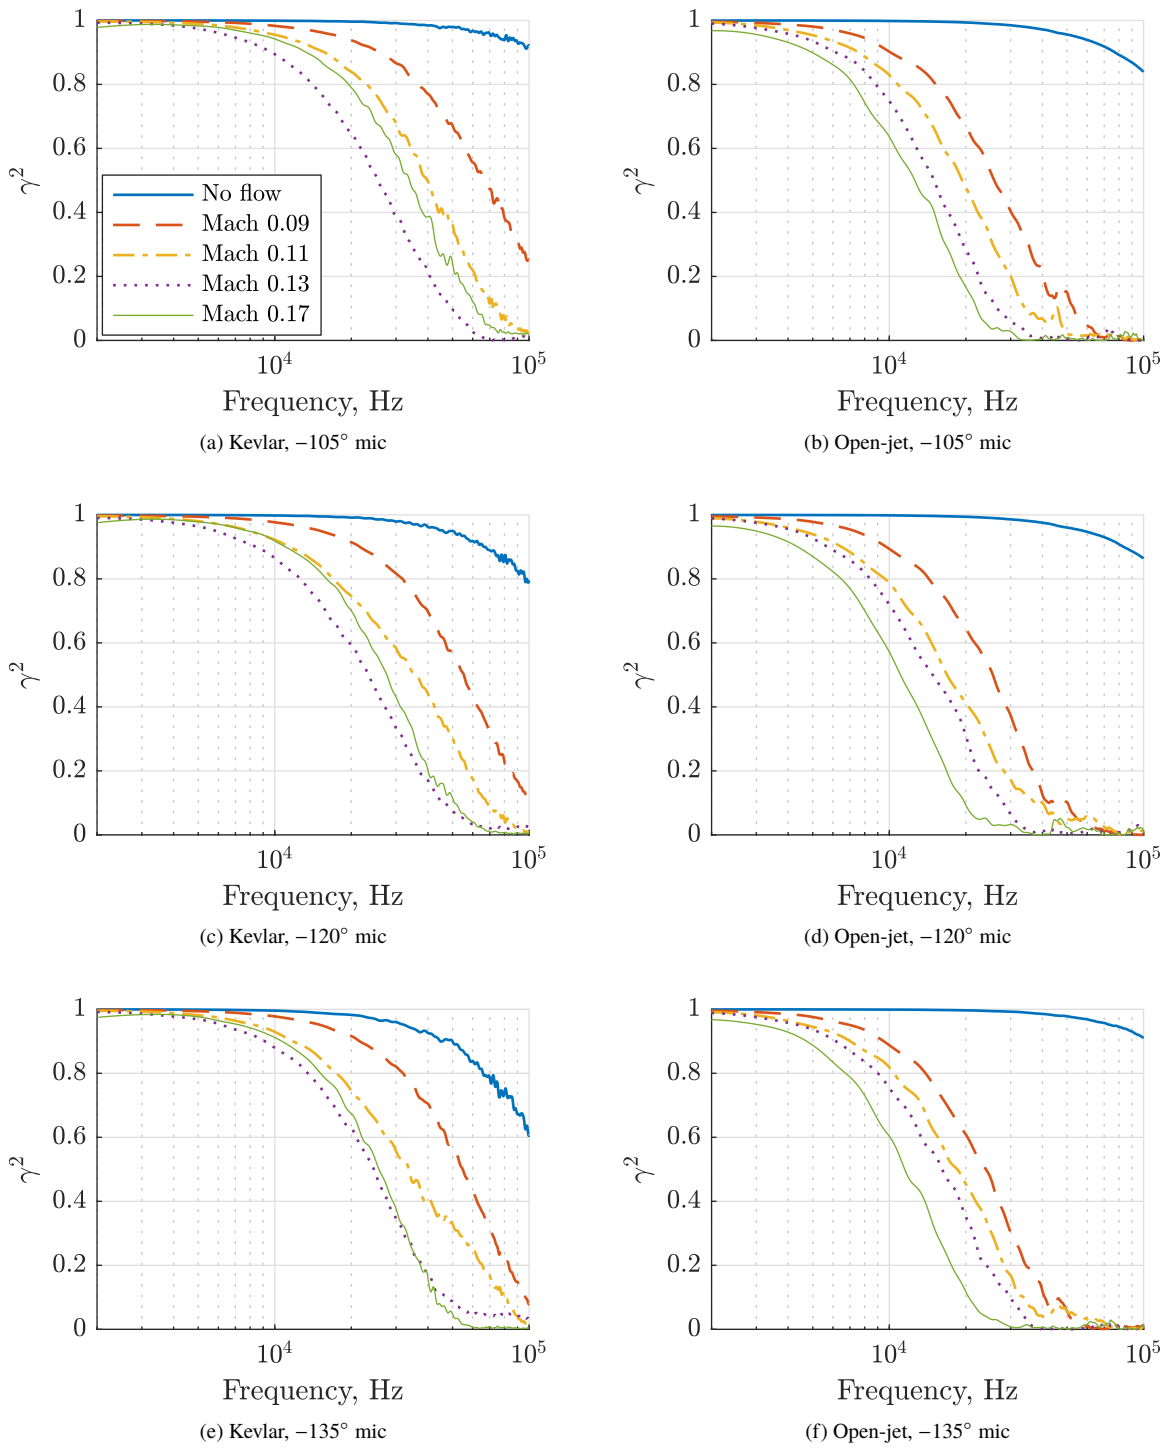 1
0.8
0.6
0.4
0.2
0
γ²
No flow
Mach 0.09
Mach 0.11
Mach 0.13
Mach 0.17
10⁴
10⁵
Frequency, Hz
(a) Kevlar, −105° mic
1
0.8
0.6
0.4
0.2
0
γ²
10⁴
10⁵
Frequency, Hz
(b) Open-jet, −105° mic
1
0.8
0.6
0.4
0.2
0
γ²
10⁴
10⁵
Frequency, Hz
(c) Kevlar, −120° mic
1
0.8
0.6
0.4
0.2
0
γ²
10⁴
10⁵
Frequency, Hz
(d) Open-jet, −120° mic
1
0.8
0.6
0.4
0.2
0
γ²
10⁴
10⁵
Frequency, Hz
(e) Kevlar, −135° mic
1
0.8
0.6
0.4
0.2
0
γ²
10⁴
10⁵
Frequency, Hz
(f) Open-jet, −135° mic